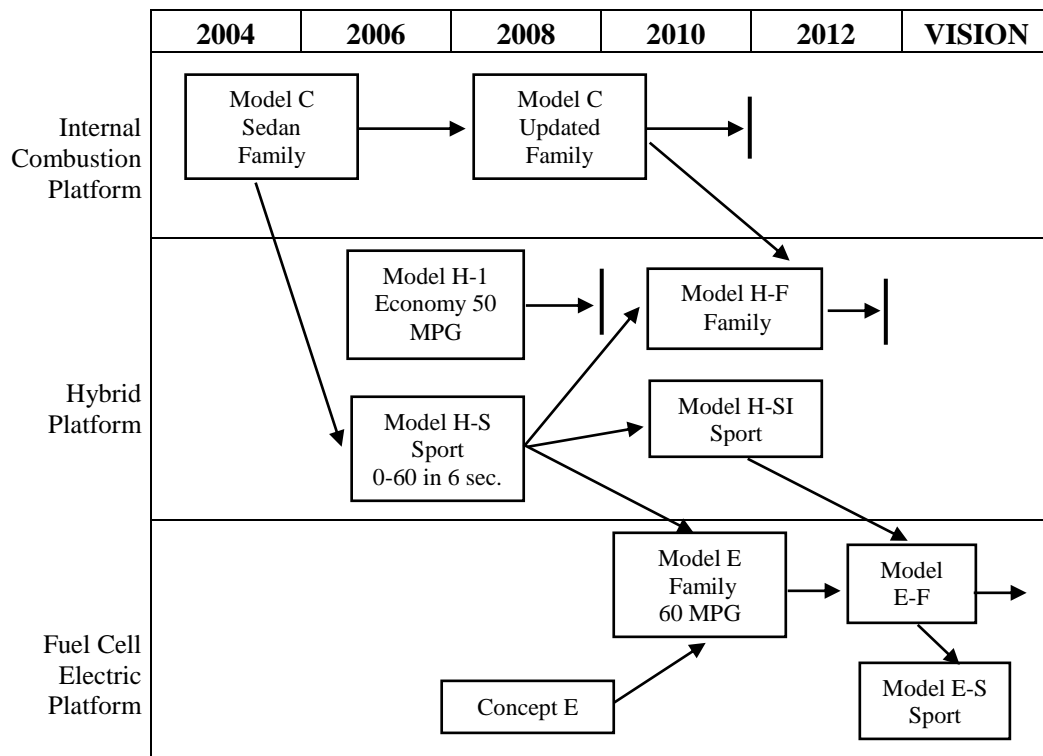 2004 2006 2008 2010 2012 VISION
Internal
Combustion
Platform
Model C
Sedan
Family
Model C
Updated
Family
Hybrid
Platform
Model H-1
Economy 50
MPG
Model H-F
Family
Model H-S
Sport
0-60 in 6 sec.
Model H-SI
Sport
Fuel Cell
Electric
Platform
Model E
Family
60 MPG
Model
E-F
Concept E
Model E-S
Sport